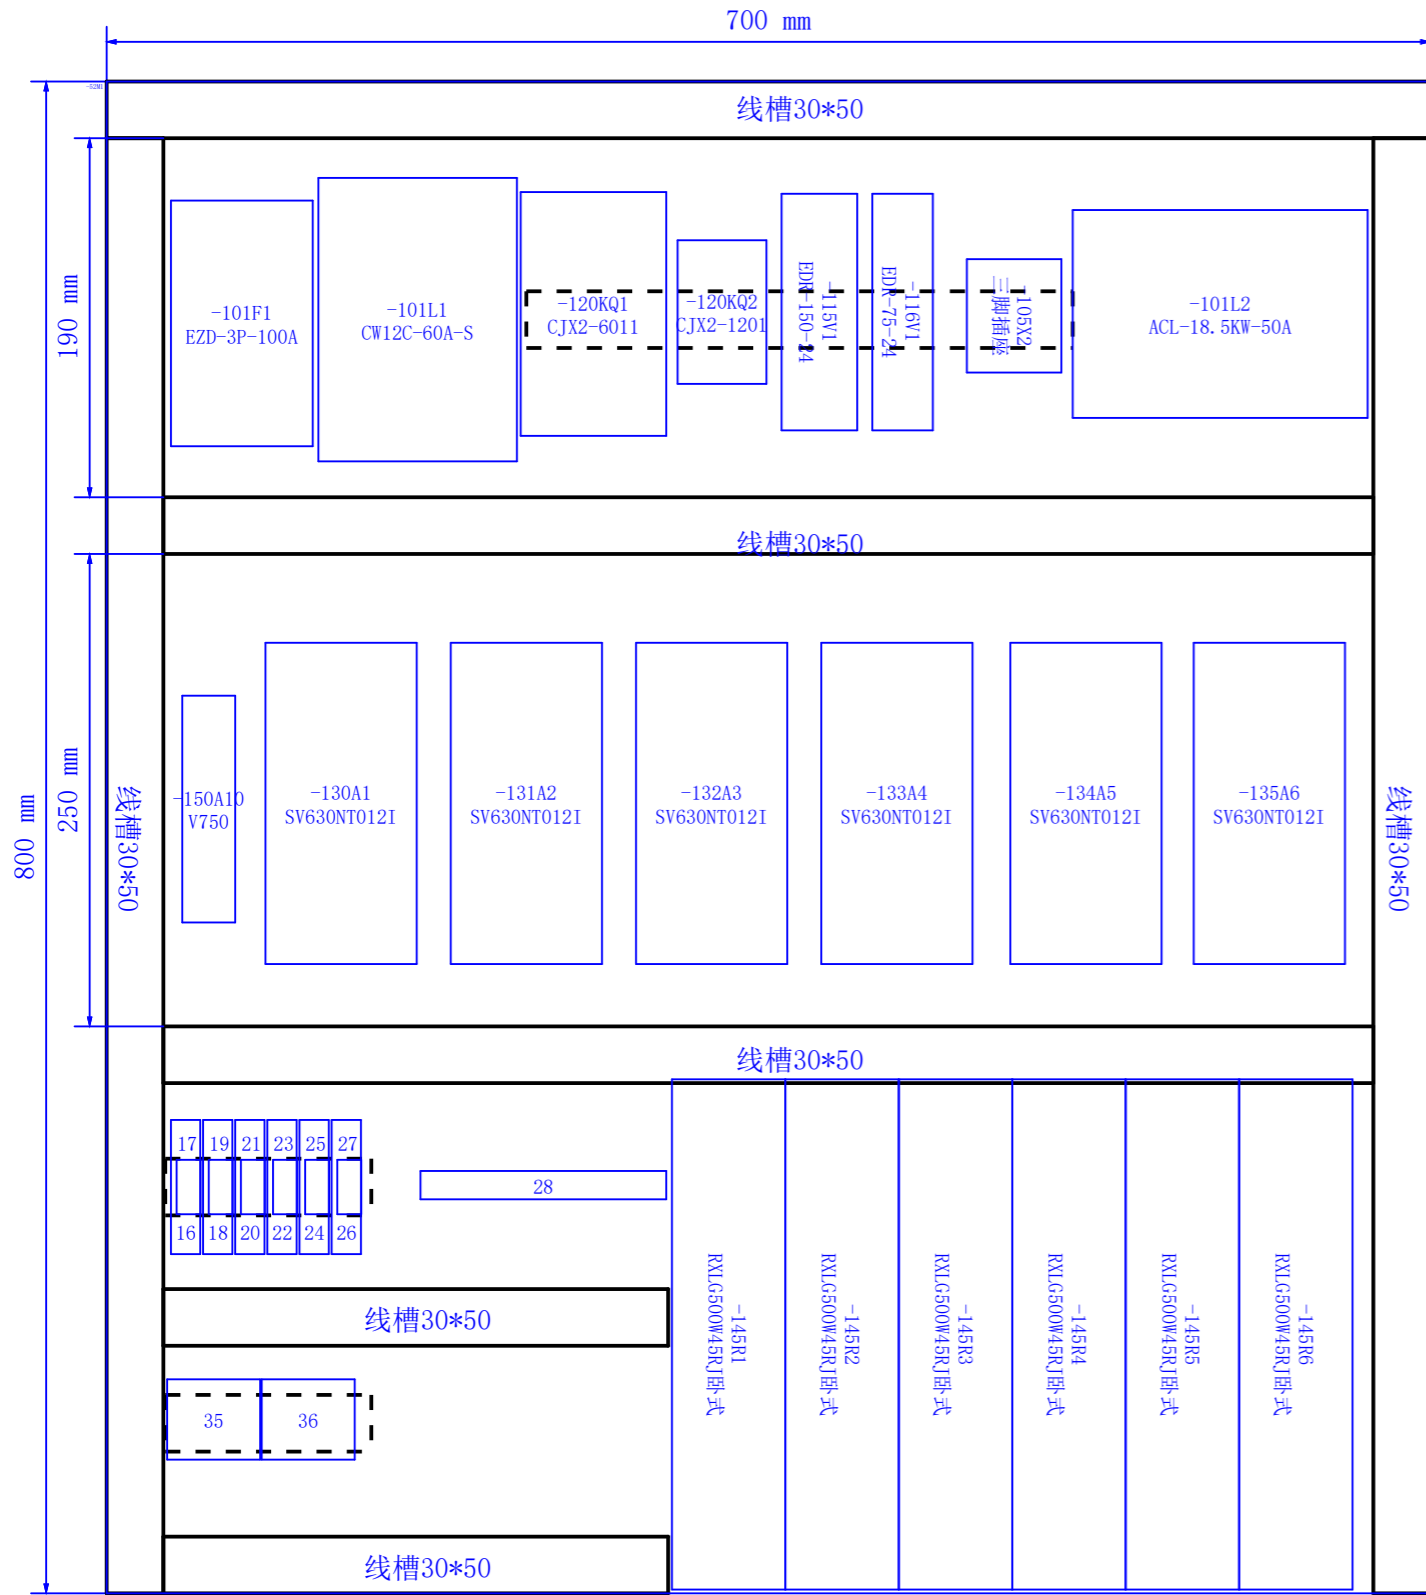 700 mm
-52M1
线槽30*50
190 mm
-101F1
EZD-3P-100A
-101L1
CW12C-60A-S
-120KQ1
CJX2-6011
-120KQ2
CJX2-1201
-115V1
EDR-150-24
-116V1
EDR-75-24
-105X2
三脚插座
-101L2
ACL-18.5KW-50A
线槽30*50
800 mm
250 mm
线槽30*50
-150A10
V750
-130A1
SV630NT012I
-131A2
SV630NT012I
-132A3
SV630NT012I
-133A4
SV630NT012I
-134A5
SV630NT012I
-135A6
SV630NT012I
线槽30*50
线槽30*50
17
19
21
23
25
27
28
16
18
20
22
24
26
线槽30*50
35
36
线槽30*50
-145R1
RXLG500W45RJ卧式
-145R2
RXLG500W45RJ卧式
-145R3
RXLG500W45RJ卧式
-145R4
RXLG500W45RJ卧式
-145R5
RXLG500W45RJ卧式
-145R6
RXLG500W45RJ卧式